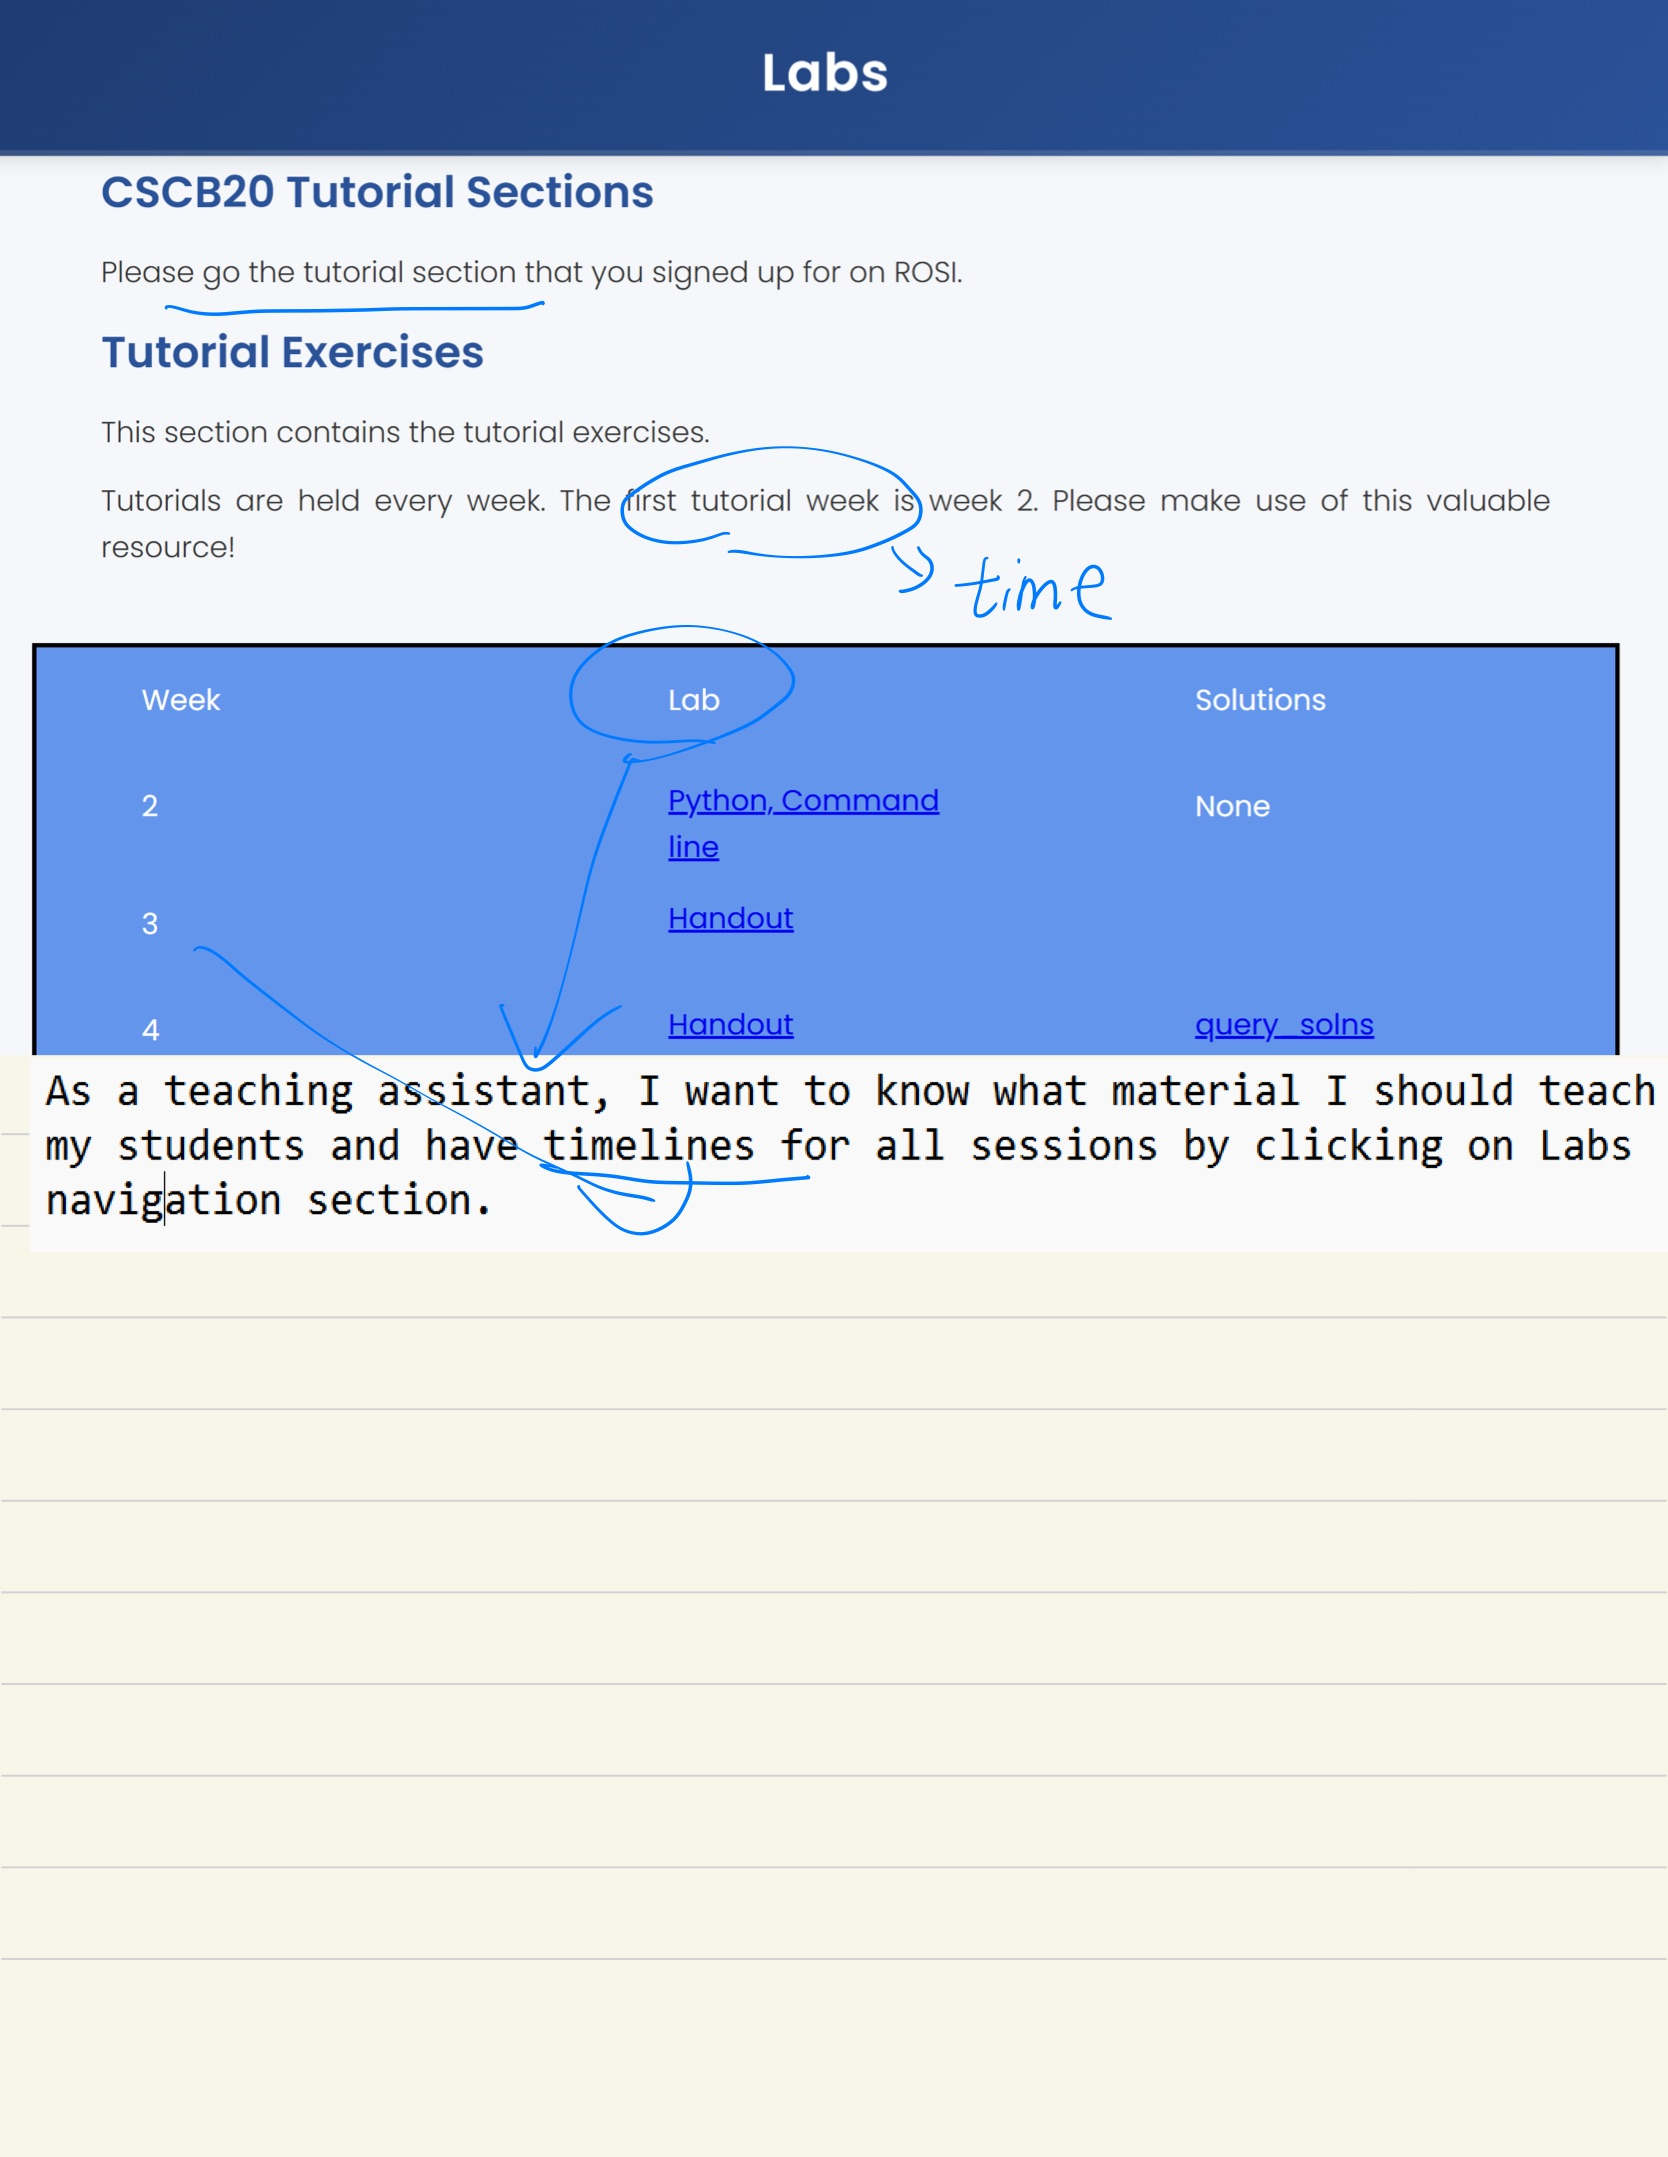 Labs
CSCB20 Tutorial Sections
Please go the tutorial section that you signed up for on ROSI.
Tutorial Exercises
This section contains the tutorial exercises.
Tutorials are held every week. The first tutorial week is week 2. Please make use of this valuable
resource!
time
Week Lab Solutions
2 Python, Command None
line
3 Handout
4 Handout query_solns
As a teaching assistant, I want to know what material I should teach
my students and have timelines for all sessions by clicking on Labs
navigation section.